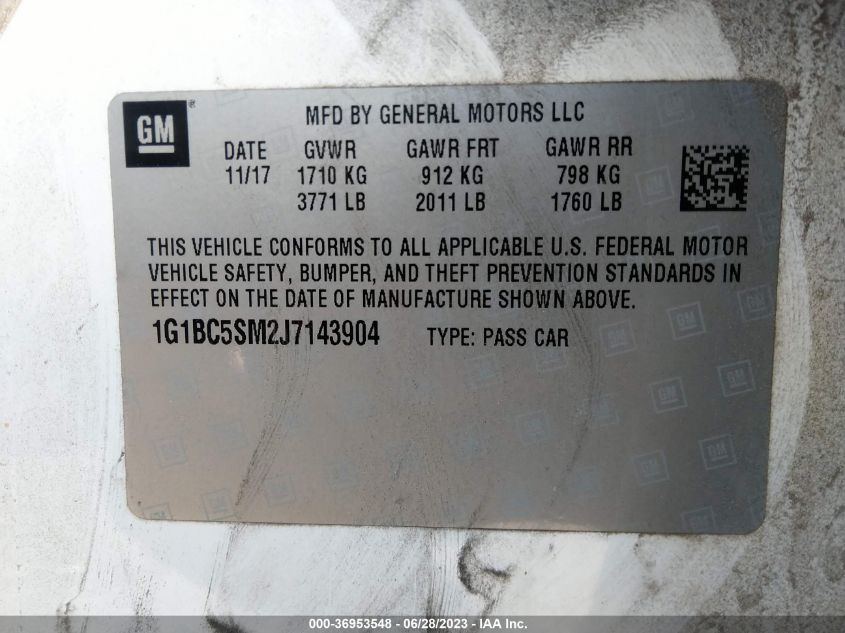 GM ®
MFD BY GENERAL MOTORS LLC
DATE GVWR GAWR FRT GAWR RR
11/17 1710 KG 912 KG 798 KG
3771 LB 2011 LB 1760 LB
THIS VEHICLE CONFORMS TO ALL APPLICABLE U.S. FEDERAL MOTOR
VEHICLE SAFETY, BUMPER, AND THEFT PREVENTION STANDARDS IN
EFFECT ON THE DATE OF MANUFACTURE SHOWN ABOVE.
1G1BC5SM2J7143904 TYPE: PASS CAR
000-36953548 - 06/28/2023 - IAA Inc.